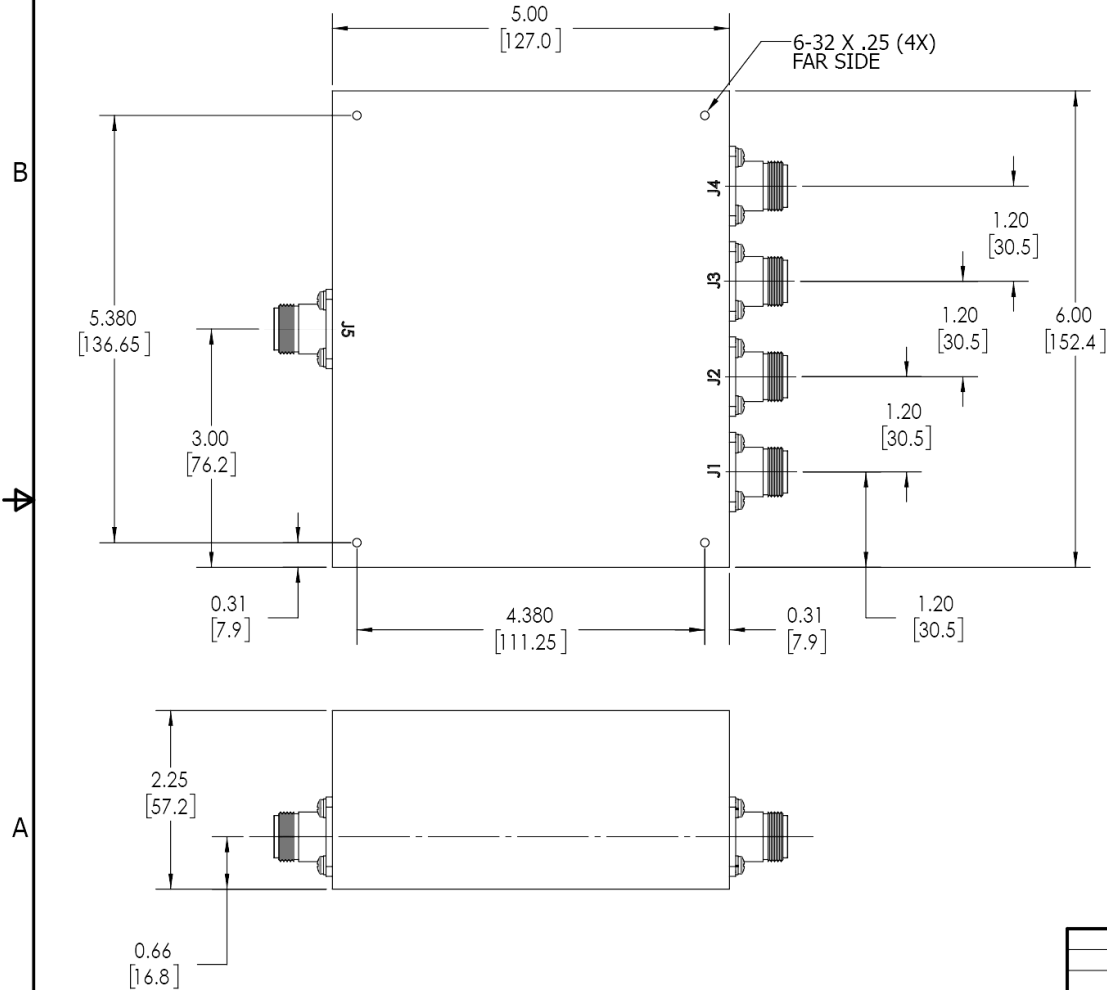 5.00
[127.0]
6-32 X .25 (4X)
FAR SIDE
B
J4
1.20
[30.5]
J3
1.20
[30.5]
6.00
[152.4]
5.380
[136.65]
J5
J2
1.20
[30.5]
3.00
[76.2]
J1
0.31
[7.9]
4.380
[111.25]
0.31
[7.9]
1.20
[30.5]
2.25
[57.2]
A
0.66
[16.8]